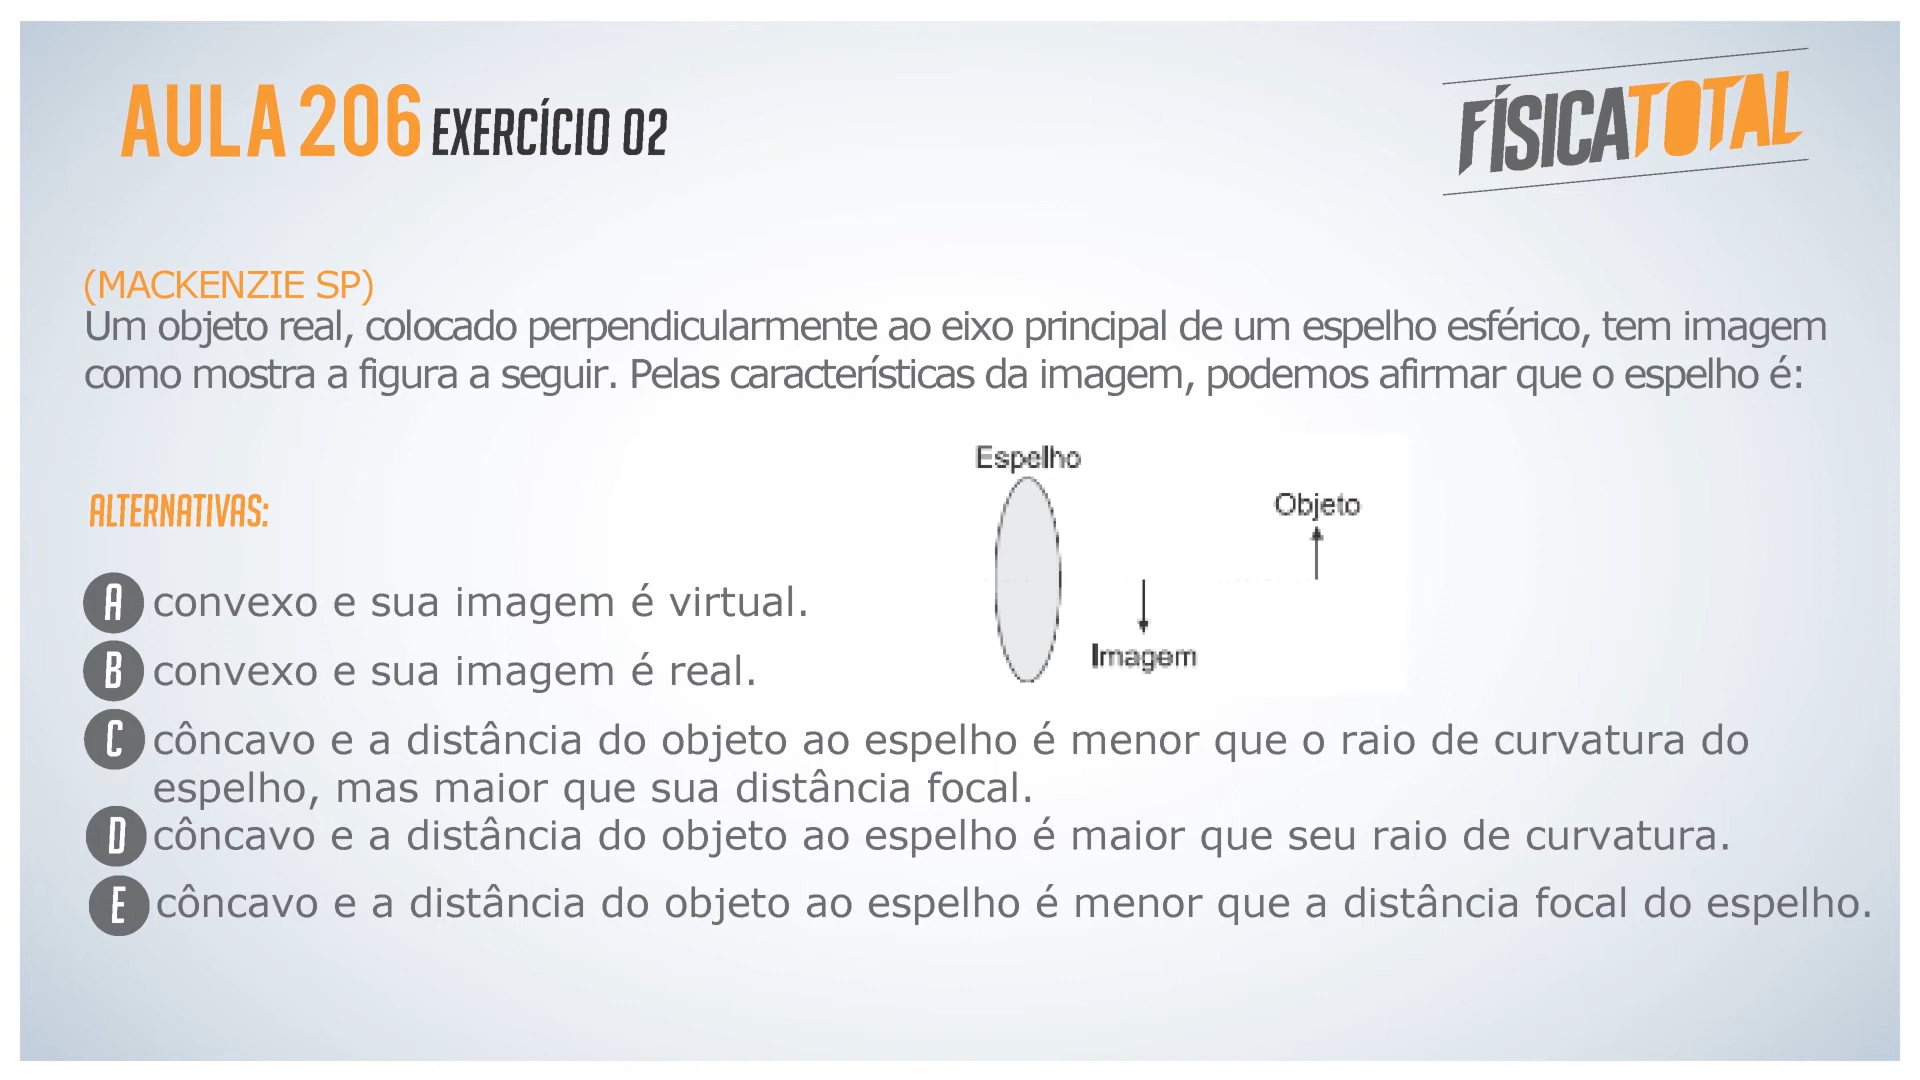 AULA 206 EXERCÍCIO 02
FÍSICATOTAL
(MACKENZIE SP)
Um objeto real, colocado perpendicularmente ao eixo principal de um espelho esférico, tem imagem
como mostra a figura a seguir. Pelas características da imagem, podemos afirmar que o espelho é:
Espelho
Objeto
Imagem
ALTERNATIVAS:
A convexo e sua imagem é virtual.
B convexo e sua imagem é real.
C côncavo e a distância do objeto ao espelho é menor que o raio de curvatura do
espelho, mas maior que sua distância focal.
D côncavo e a distância do objeto ao espelho é maior que seu raio de curvatura.
E côncavo e a distância do objeto ao espelho é menor que a distância focal do espelho.